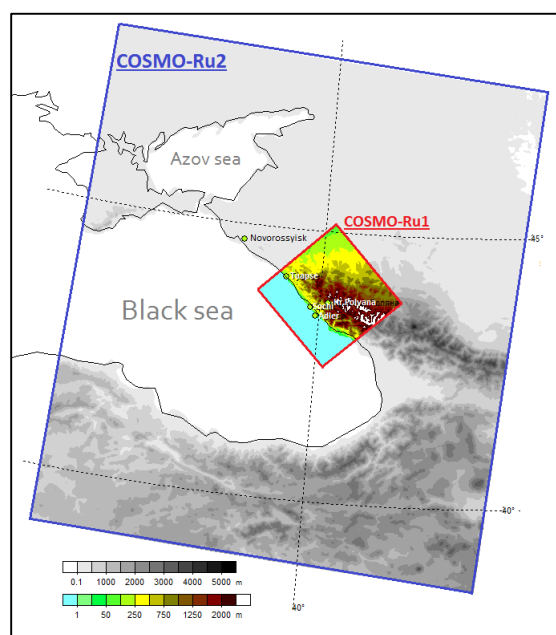 COSMO-Ru2
Azov sea
COSMO-Ru1
45°
Novorossyisk
Tuapse
Kr.Polyana
Sochi
Adler
Black sea
40°
0.1 1000 2000 3000 4000 5000 m
1 50 250 750 1250 2000 m
40°